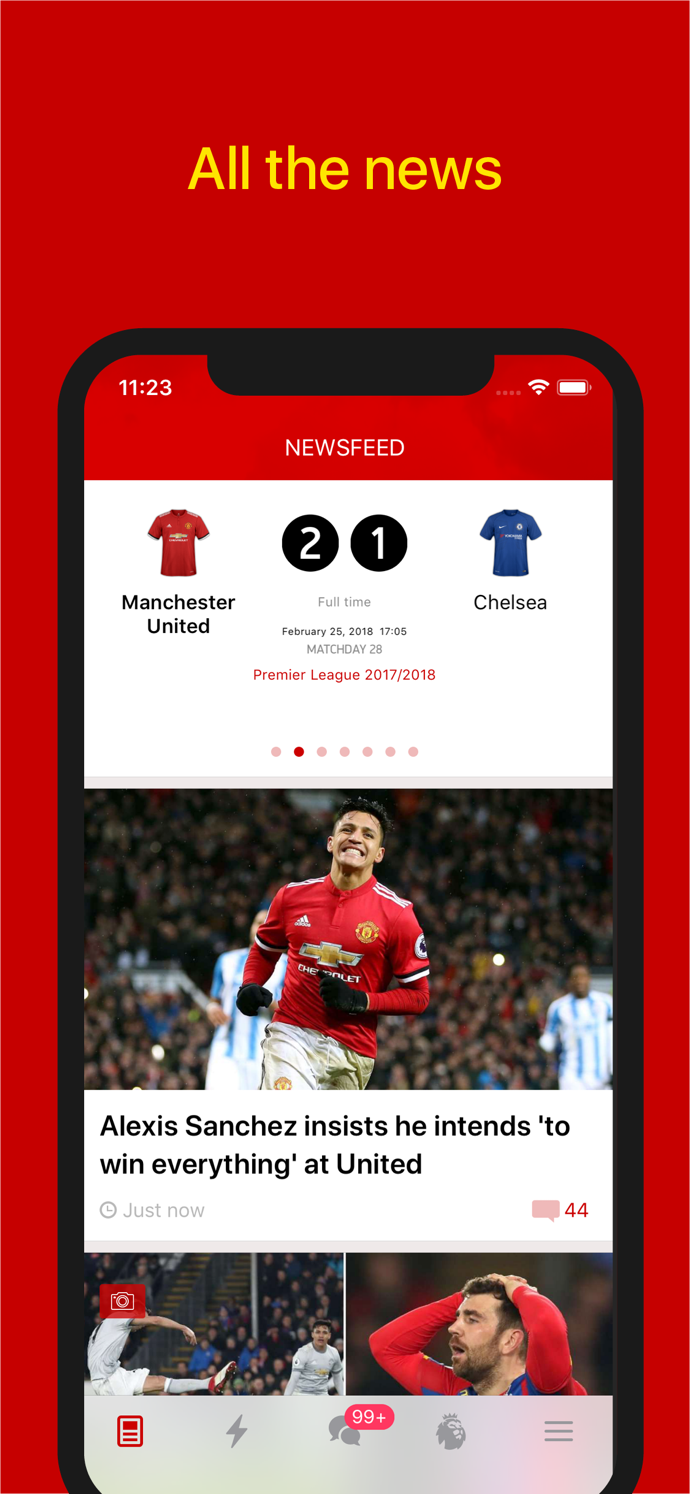 All the news
11:23
NEWSFEED
2 1
Manchester
United
Full time
Chelsea
February 25, 2018 17:05
MATCHDAY 28
Premier League 2017/2018
adidas
CHEVROLET
Alexis Sanchez insists he intends 'to
win everything' at United
Just now
44
99+